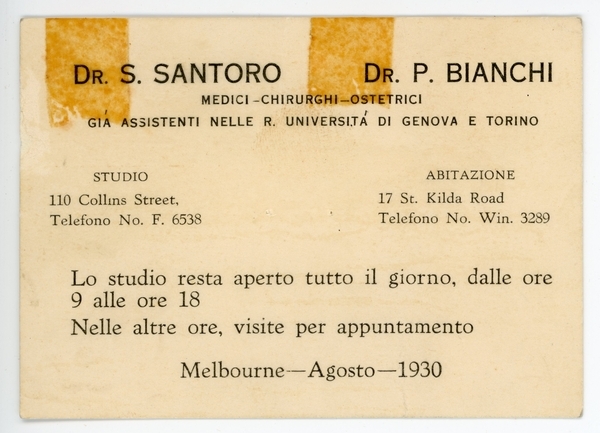 DR. S. SANTORO DR. P. BIANCHI
MEDICI-CHIRURGHI-OSTETRICI
GIÁ ASSISTENTI NELLE R. UNIVERSITÁ DI GENOVA E TORINO
STUDIO
110 Collins Street,
Telefono No. F. 6538
ABITAZIONE
17 St. Kilda Road
Telefono No. Win. 3289
Lo studio resta aperto tutto il giorno, dalle ore
9 alle ore 18
Nelle altre ore, visite per appuntamento
Melbourne—Agosto—1930